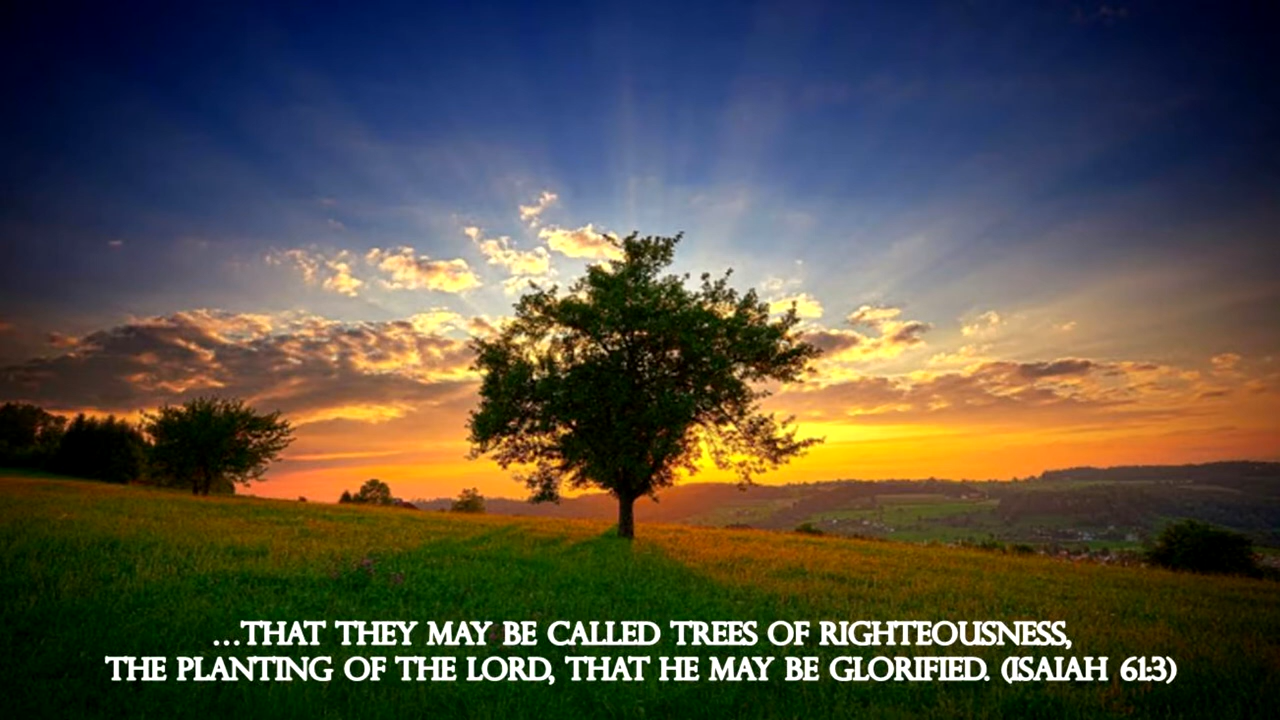 ...THAT THEY MAY BE CALLED TREES OF RIGHTEOUSNESS,
THE PLANTING OF THE LORD, THAT HE MAY BE GLORIFIED. (ISAIAH 61:3)